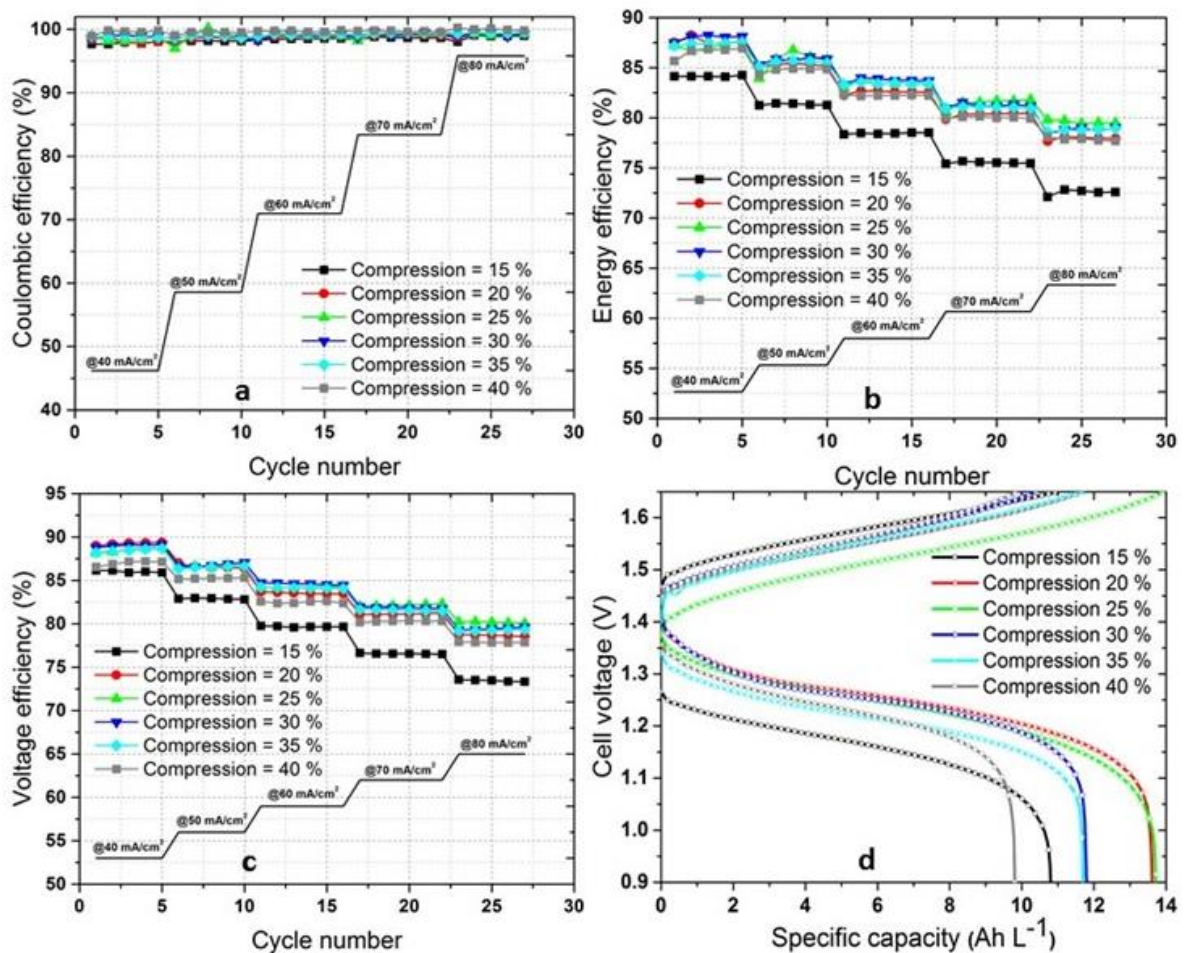 100
90
80
70
60
50
40
Coulombic efficiency (%)
@40 mA/cm²
@50 mA/cm²
@60 mA/cm²
@70 mA/cm²
@80 mA/cm²
Compression = 15 %
Compression = 20 %
Compression = 25 %
Compression = 30 %
Compression = 35 %
Compression = 40 %
a
0 5 10 15 20 25 30
Cycle number
90
85
80
75
70
65
60
55
50
Energy efficiency (%)
Compression = 15 %
Compression = 20 %
Compression = 25 %
Compression = 30 %
Compression = 35 %
Compression = 40 %
@40 mA/cm²
@50 mA/cm²
@60 mA/cm²
@70 mA/cm²
@80 mA/cm²
b
0 5 10 15 20 25 30
Cycle number
95
90
85
80
75
70
65
60
55
50
Voltage efficiency (%)
Compression = 15 %
Compression = 20 %
Compression = 25 %
Compression = 30 %
Compression = 35 %
Compression = 40 %
@40 mA/cm²
@50 mA/cm²
@60 mA/cm²
@70 mA/cm²
@80 mA/cm²
c
0 5 10 15 20 25 30
Cycle number
1.6
1.5
1.4
1.3
1.2
1.1
1.0
0.9
Cell voltage (V)
Compression 15 %
Compression 20 %
Compression 25 %
Compression 30 %
Compression 35 %
Compression 40 %
d
0 2 4 6 8 10 12 14
Specific capacity (Ah L⁻¹)